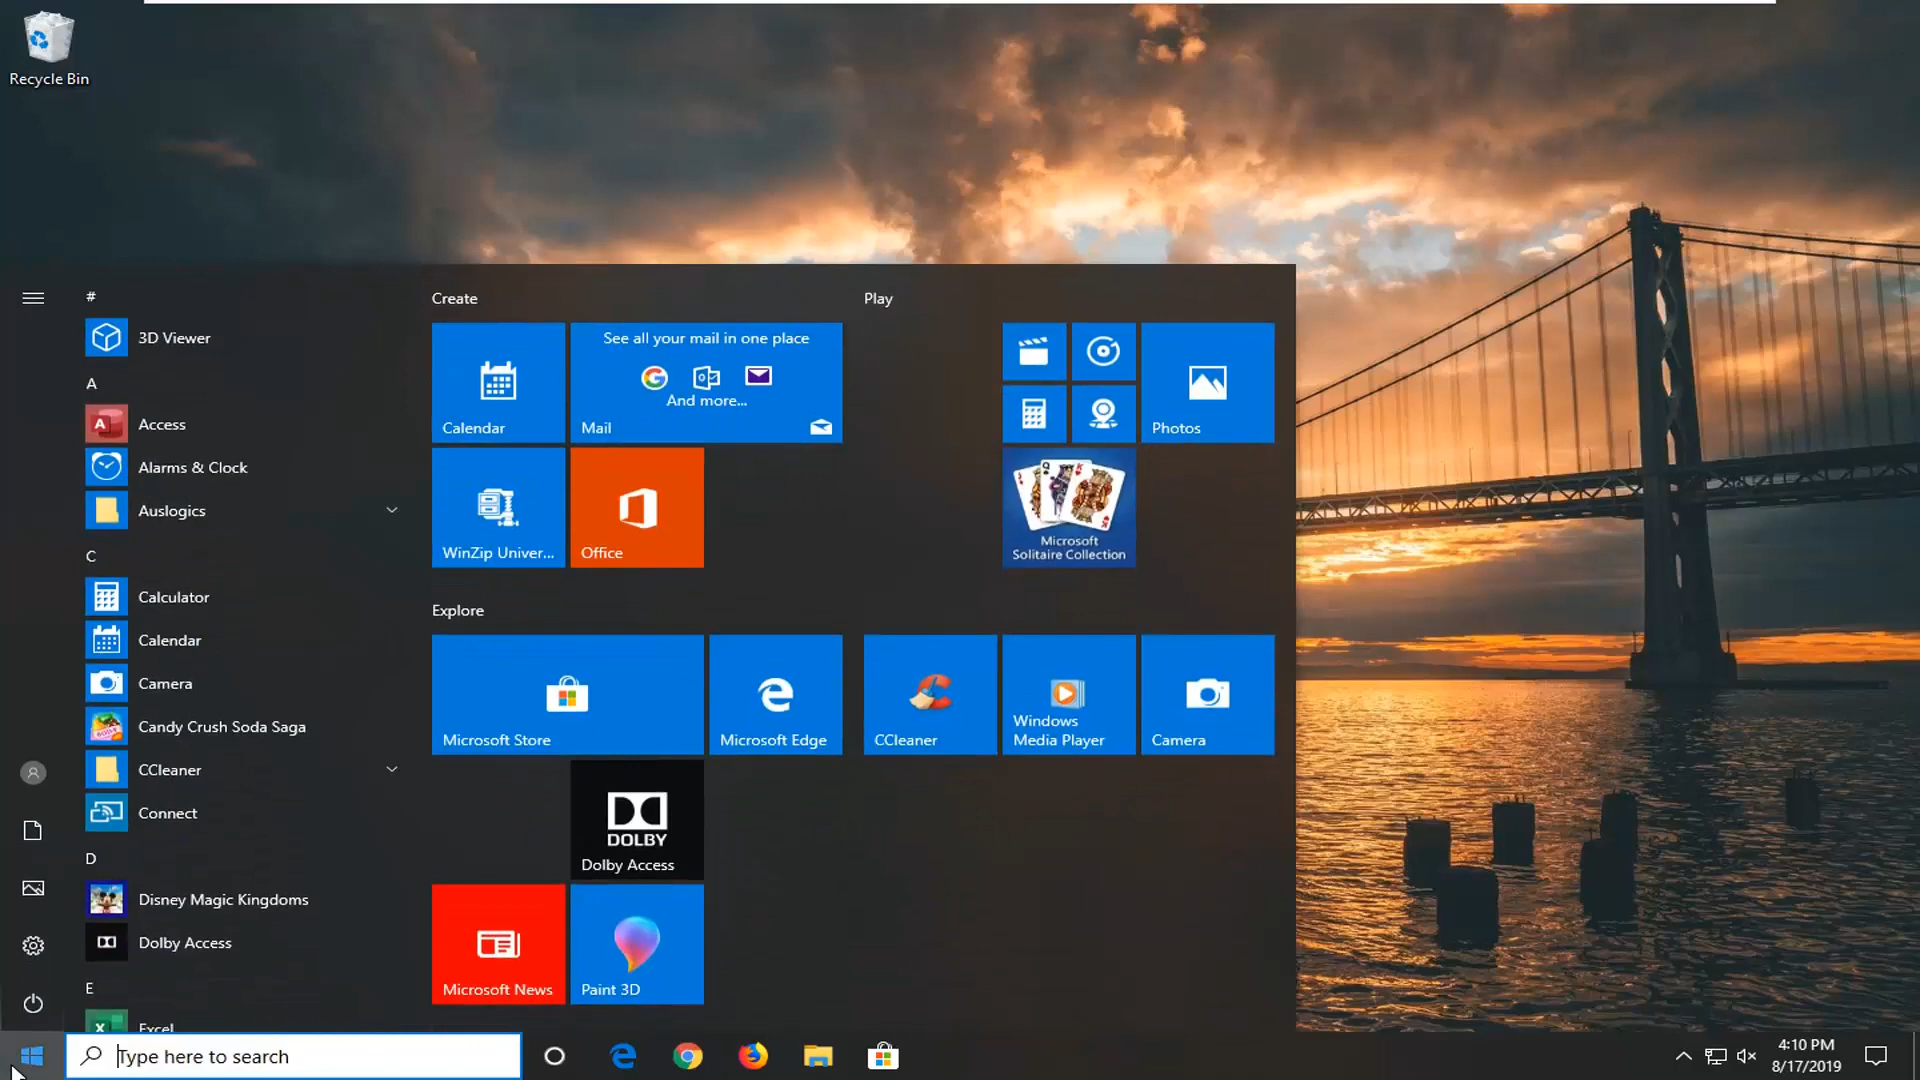 Recycle Bin
#
3D Viewer
A
Access
Alarms & Clock
Auslogics
C
Calculator
Calendar
Camera
Candy Crush Soda Saga
CCleaner
Connect
D
Disney Magic Kingdoms
Dolby Access
E
Excel
Create
Calendar
See all your mail in one place
And more...
Mail
WinZip Univer...
Office
Play
Photos
Microsoft
Solitaire Collection
Explore
Microsoft Store
Microsoft Edge
CCleaner
Windows
Media Player
Camera
DOLBY
Dolby Access
Microsoft News
Paint 3D
Type here to search
4:10 PM
8/17/2019